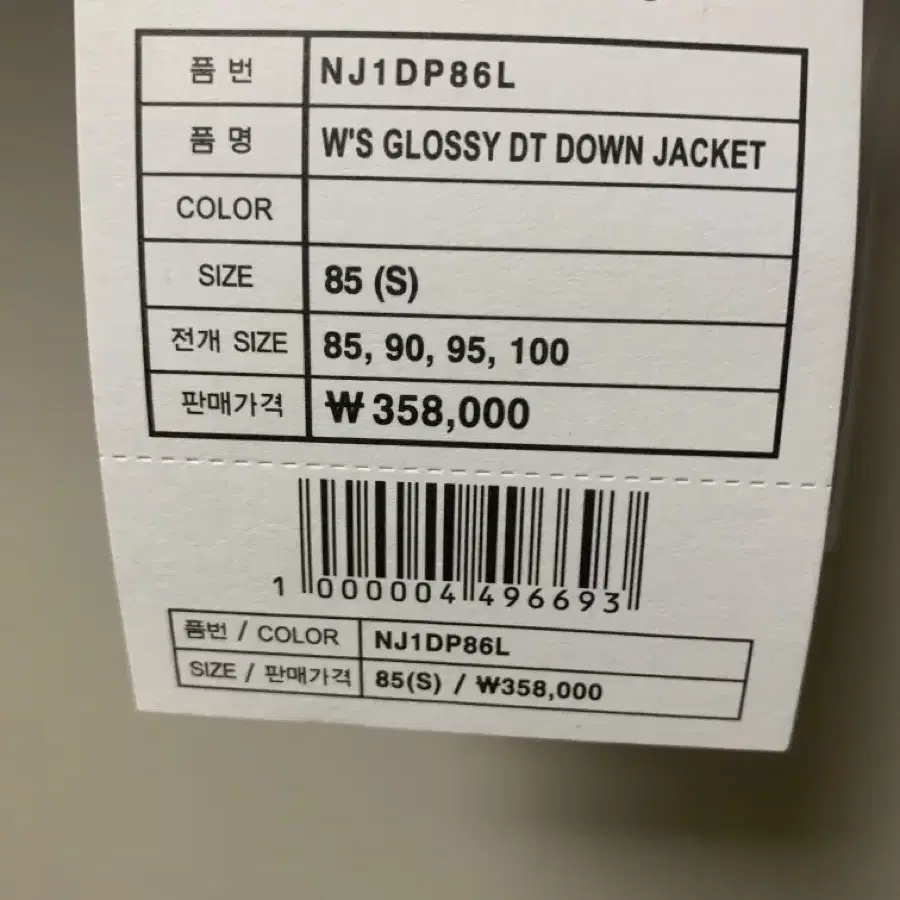 품 번 NJ1DP86L
품 명 W'S GLOSSY DT DOWN JACKET
COLOR
SIZE 85 (S)
전개 SIZE 85, 90, 95, 100
판매가격 ₩358,000
1 000004 496693
품번 / COLOR NJ1DP86L
SIZE / 판매가격 85(S) / ₩358,000